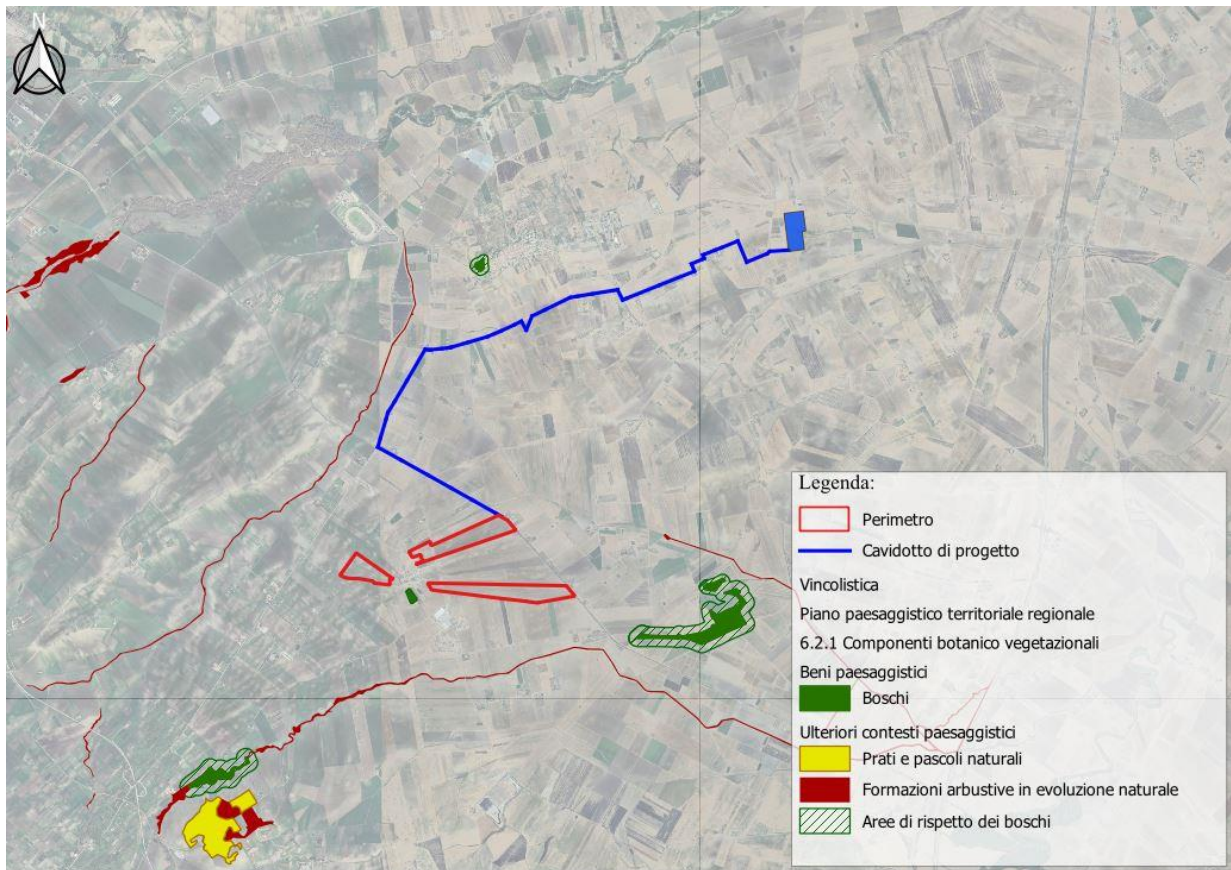 N
Legenda:
Perimetro
Cavidotto di progetto
Vincolistica
Piano paesaggistico territoriale regionale
6.2.1 Componenti botanico vegetazionali
Beni paesaggistici
Boschi
Ulteriori contesti paesaggistici
Prati e pascoli naturali
Formazioni arbustive in evoluzione naturale
Aree di rispetto dei boschi